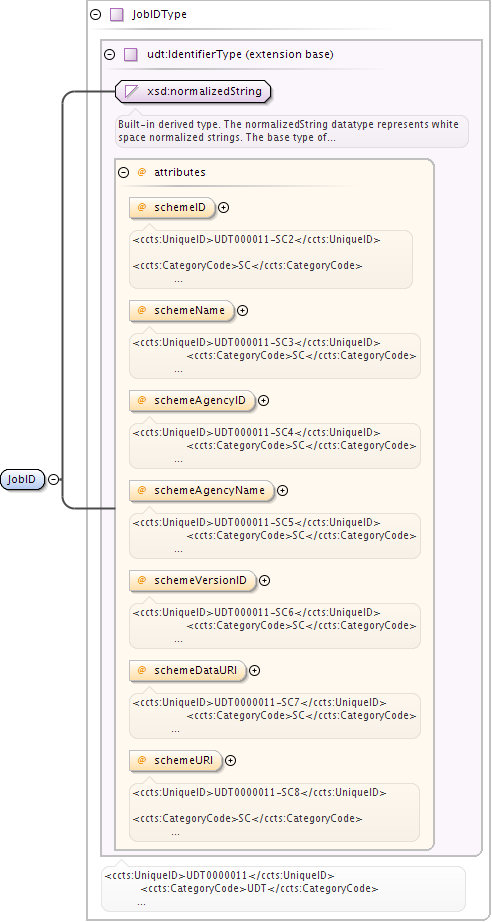 JobIDType
udt:IdentifierType (extension base)
xsd:normalizedString
Built-in derived type. The normalizedString datatype represents white
space normalized strings. The base type of...
@ attributes
@ schemeID
<ccts:UniqueID>UDT000011-SC2</ccts:UniqueID>
<ccts:CategoryCode>SC</ccts:CategoryCode>
...
@ schemeName
<ccts:UniqueID>UDT000011-SC3</ccts:UniqueID>
<ccts:CategoryCode>SC</ccts:CategoryCode>
...
@ schemeAgencyID
<ccts:UniqueID>UDT000011-SC4</ccts:UniqueID>
<ccts:CategoryCode>SC</ccts:CategoryCode>
...
JobID
@ schemeAgencyName
<ccts:UniqueID>UDT000011-SC5</ccts:UniqueID>
<ccts:CategoryCode>SC</ccts:CategoryCode>
...
@ schemeVersionID
<ccts:UniqueID>UDT000011-SC6</ccts:UniqueID>
<ccts:CategoryCode>SC</ccts:CategoryCode>
...
@ schemeDataURI
<ccts:UniqueID>UDT0000011-SC7</ccts:UniqueID>
<ccts:CategoryCode>SC</ccts:CategoryCode>
...
@ schemeURI
<ccts:UniqueID>UDT0000011-SC8</ccts:UniqueID>
<ccts:CategoryCode>SC</ccts:CategoryCode>
...
<ccts:UniqueID>UDT0000011</ccts:UniqueID>
<ccts:CategoryCode>UDT</ccts:CategoryCode>
...